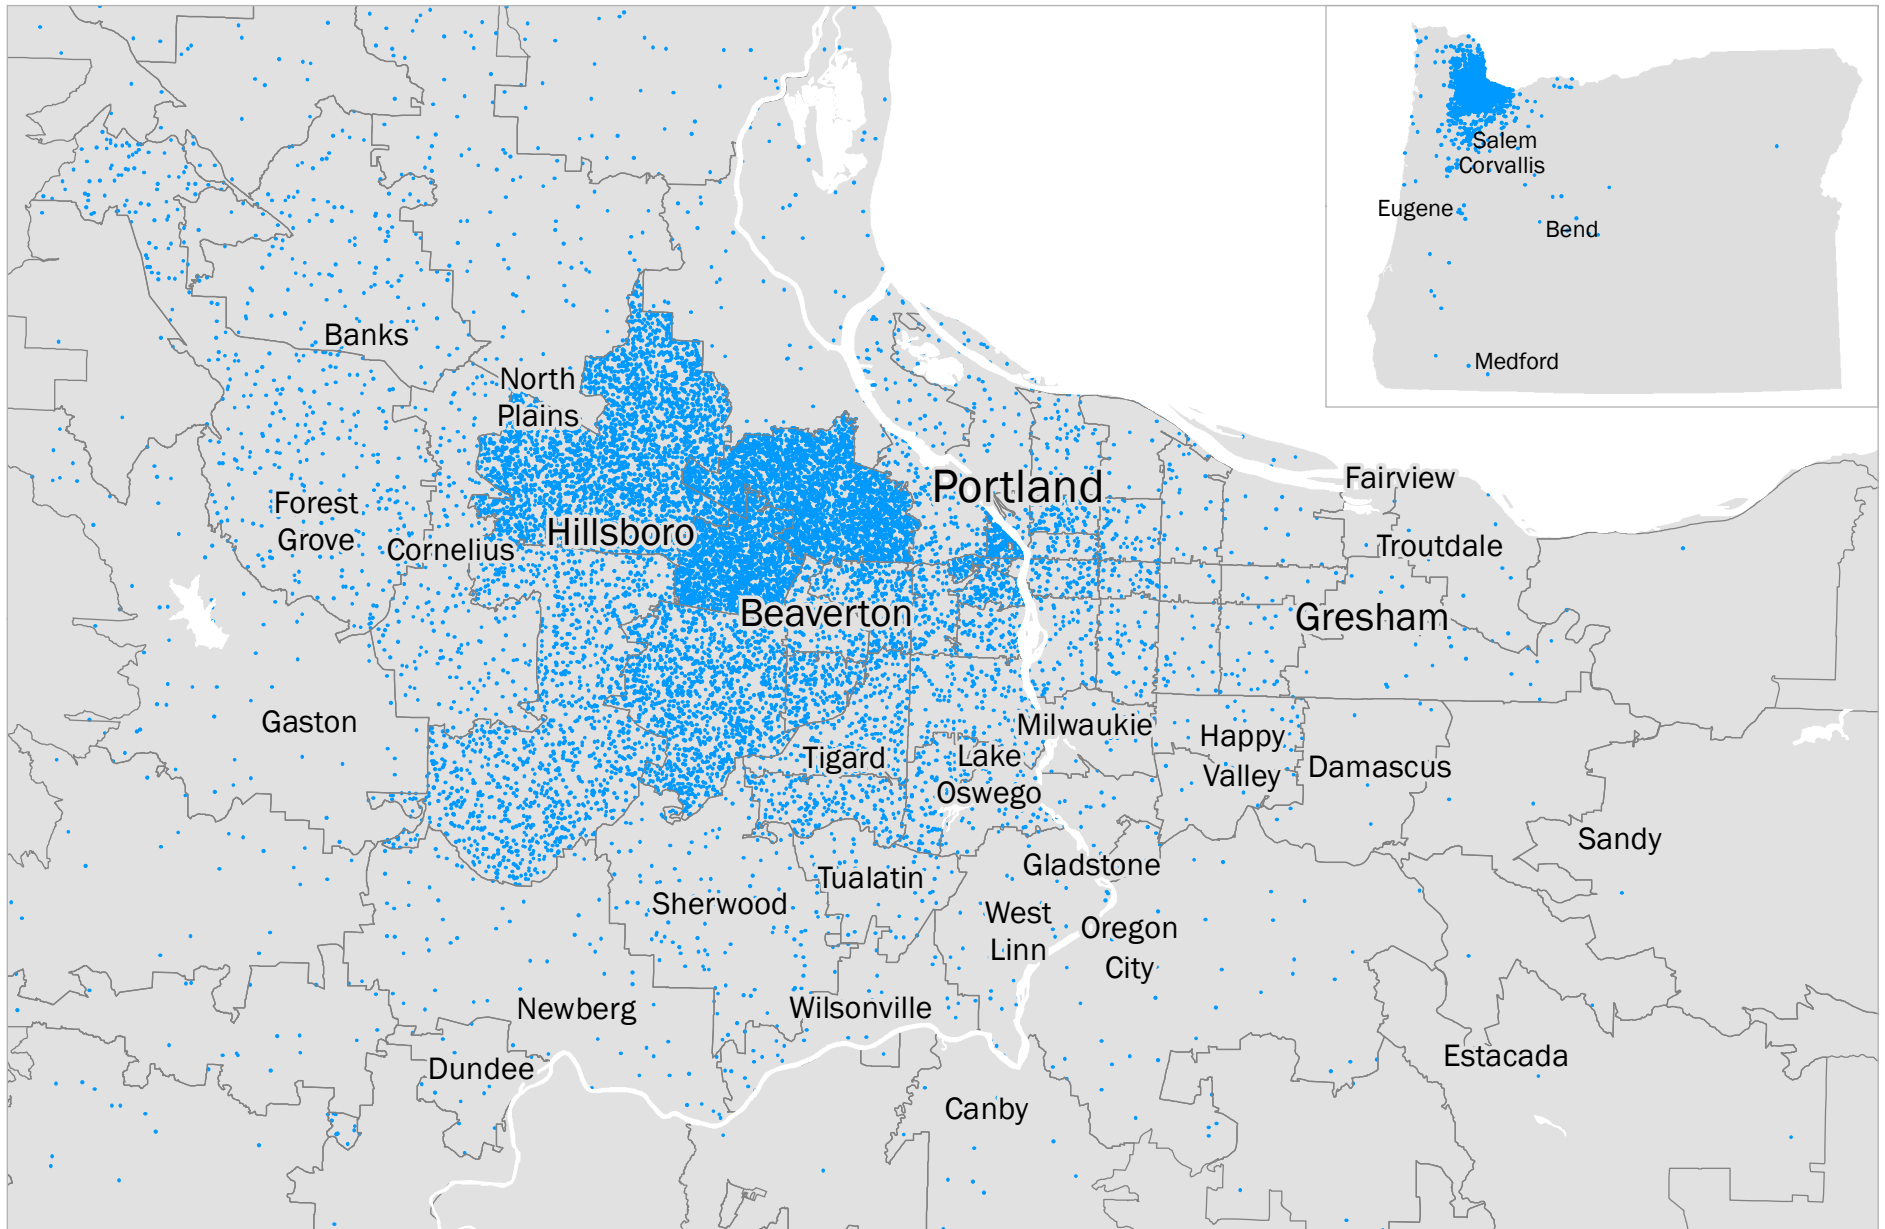 Salem
Corvallis
Eugene
Bend
Medford
Banks
North
Plains
Portland
Fairview
Forest
Grove
Hillsboro
Cornelius
Troutdale
Beaverton
Gresham
Gaston
Milwaukie
Happy
Valley
Tigard
Lake
Oswego
Damascus
Sandy
Gladstone
Tualatin
Sherwood
West
Linn
Oregon
City
Newberg
Wilsonville
Dundee
Estacada
Canby